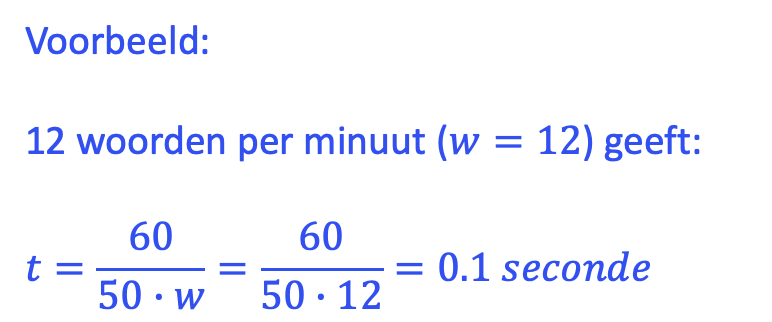 Voorbeeld:
12 woorden per minuut (w = 12) geeft:
t = 60 / (50 · w) = 60 / (50 · 12) = 0.1 seconde